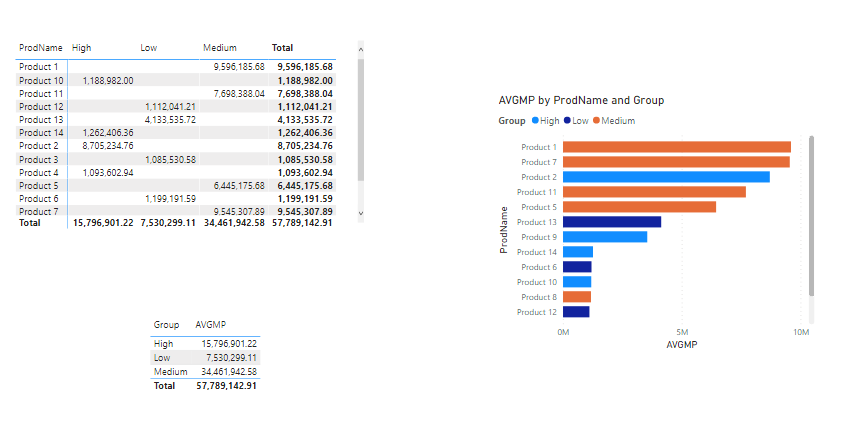 ProdName High Low Medium Total
Product 1 9,596,185.68 9,596,185.68
Product 10 1,188,982.00 1,188,982.00
Product 11 7,698,388.04 7,698,388.04
Product 12 1,112,041.21 1,112,041.21
Product 13 4,133,535.72 4,133,535.72
Product 14 1,262,406.36 1,262,406.36
Product 2 8,705,234.76 8,705,234.76
Product 3 1,085,530.58 1,085,530.58
Product 4 1,093,602.94 1,093,602.94
Product 5 6,445,175.68 6,445,175.68
Product 6 1,199,191.59 1,199,191.59
Product 7 9,545,307.89 9,545,307.89
Total 15,796,901.22 7,530,299.11 34,461,942.58 57,789,142.91
Group AVGMP
High 15,796,901.22
Low 7,530,299.11
Medium 34,461,942.58
Total 57,789,142.91
AVGMP by ProdName and Group
Group High Low Medium
ProdName
Product 1
Product 7
Product 2
Product 11
Product 5
Product 13
Product 9
Product 14
Product 6
Product 10
Product 8
Product 12
0M 5M 10M
AVGMP